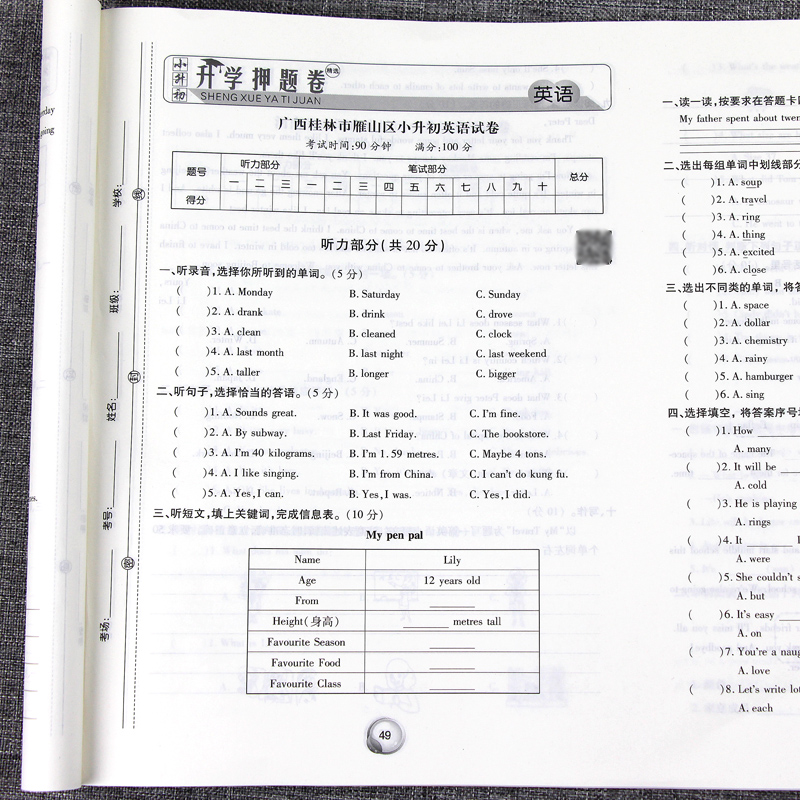 小升初
升学押题卷
精选
SHENG XUE YA TI JUAN
英语
广西桂林市雁山区小升初英语试卷
考试时间:90分钟 满分:100分
题号 听力部分 笔试部分 总分
一 二 三 一 二 三 四 五 六 七 八 九 十
得分
听力部分(共20分)
一、听录音,选择你所听到的单词。(5分)
( )1. A. Monday B. Saturday C. Sunday
( )2. A. drank B. drink C. drove
( )3. A. clean B. cleaned C. clock
( )4. A. last month B. last night C. last weekend
( )5. A. taller B. longer C. bigger
二、听句子,选择恰当的答语。(5分)
( )1. A. Sounds great. B. It was good. C. I'm fine.
( )2. A. By subway. B. Last Friday. C. The bookstore.
( )3. A. I'm 40 kilograms. B. I'm 1.59 metres. C. Maybe 4 tons.
( )4. A. I like singing. B. I'm from China. C. I can't do kung fu.
( )5. A. Yes, I can. B. Yes, I was. C. Yes, I did.
三、听短文,填上关键词,完成信息表。(10分)
My pen pal
Name Lily
Age 12 years old
From ______
Height(身高) ______ metres tall
Favourite Season ______
Favourite Food ______
Favourite Class ______
49
学校:
班级:
姓名:
考号:
考场:
线
封
密
一、读一读,按要求在答题卡
My father spent about twen
二、选出每组单词中划线部分
( )1. A. soup
( )2. A. travel
( )3. A. ring
( )4. A. thing
( )5. A. excited
( )6. A. close
三、选出不同类的单词,将答
( )1. A. space
( )2. A. dollar
( )3. A. chemistry
( )4. A. rainy
( )5. A. hamburger
( )6. A. sing
四、选择填空,将答案序号
( )1. How ______
A. many
( )2. It will be ______
A. cold
( )3. He is playing
A. rings
( )4. It ______
A. were
( )5. She couldn't s
A. but
( )6. It's easy ______
A. on
( )7. You're a naug
A. love
( )8. Let's write lot
A. each